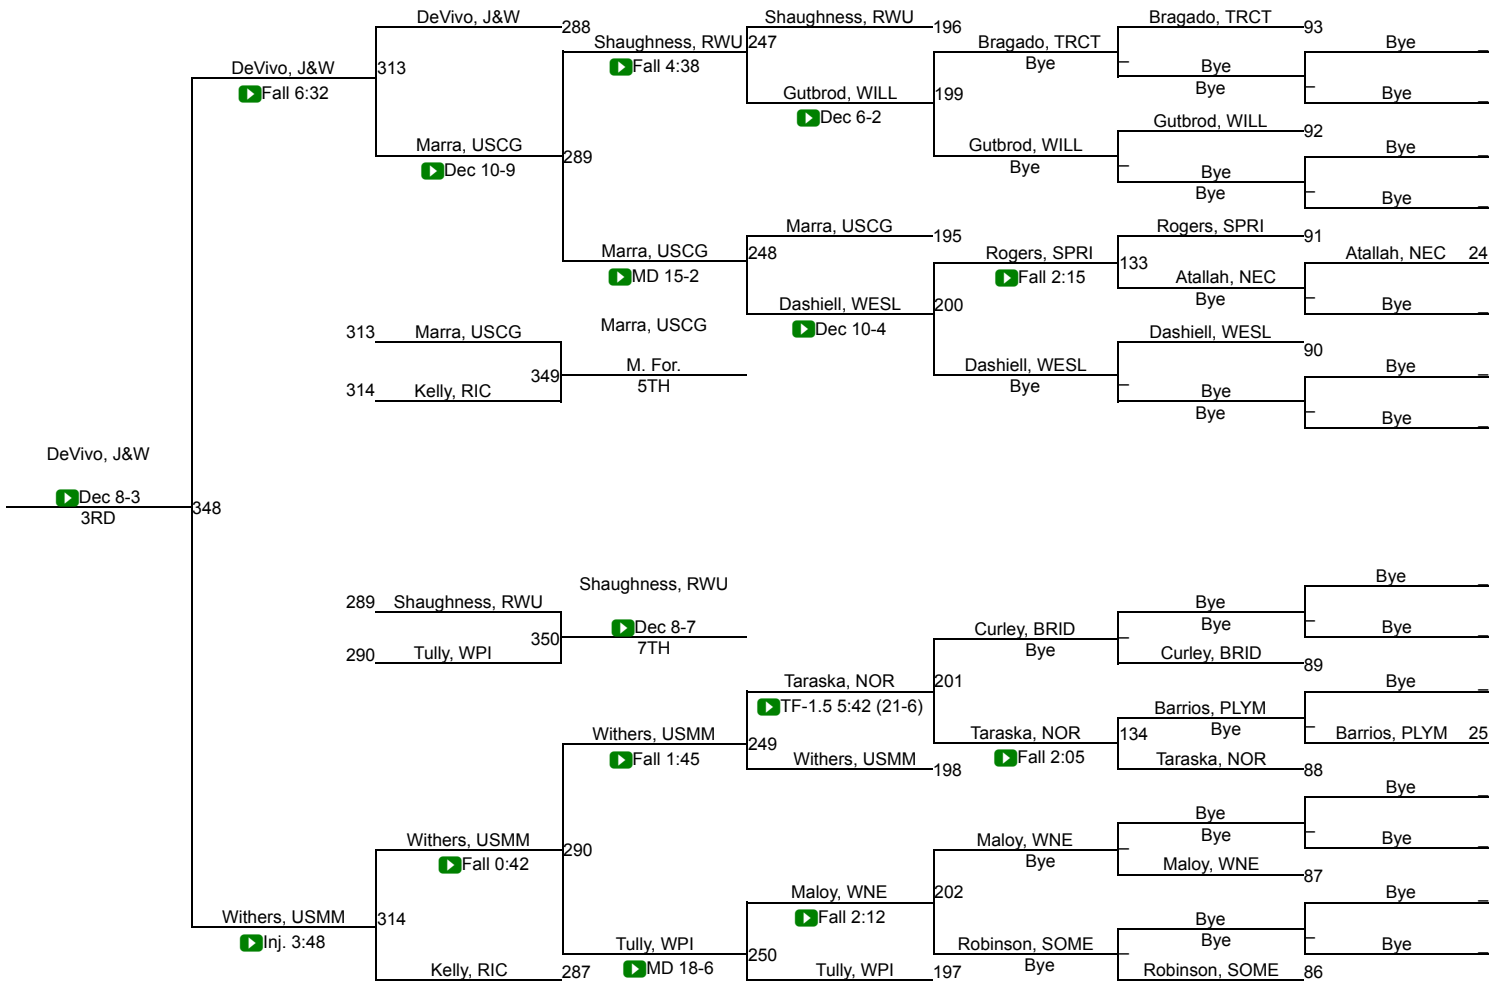 DeVivo, J&W 288 Shaughness, RWU 196 Bragado, TRCT 93
Shaughness, RWU 247 Bragado, TRCT Bye
DeVivo, J&W 313 Fall 4:38 Bye Bye
Fall 6:32 Gutbrod, WILL 199 Bye Bye
Dec 6-2 Gutbrod, WILL 92
Marra, USCG 289 Gutbrod, WILL Bye
Dec 10-9 Bye Bye
Bye Bye
Marra, USCG 195 Rogers, SPRI 91
Marra, USCG 248 Rogers, SPRI 133 Atallah, NEC 24
MD 15-2 Fall 2:15 Atallah, NEC
Dashiell, WESL 200 Bye Bye
313 Marra, USCG Marra, USCG Dec 10-4 Dashiell, WESL 90
349 M. For. Dashiell, WESL Bye
314 Kelly, RIC 5TH Bye Bye
Bye Bye
DeVivo, J&W
Dec 8-3 348
3RD
Shaughness, RWU Bye
289 Shaughness, RWU Bye
350 Dec 8-7 Curley, BRID Bye Bye
290 Tully, WPI 7TH Bye Curley, BRID 89
Taraska, NOR 201 Bye
TF-1.5 5:42 (21-6) Barrios, PLYM
Withers, USMM 249 Taraska, NOR 134 Bye Barrios, PLYM 25
Fall 1:45 Withers, USMM 198 Fall 2:05 Taraska, NOR 88
Bye
Bye
Withers, USMM 290 Maloy, WNE Bye Bye
Fall 0:42 Bye Maloy, WNE 87
Maloy, WNE 202 Bye
Withers, USMM 314 Fall 2:12 Bye
Inj. 3:48 Tully, WPI 250 Robinson, SOME Bye Bye
Kelly, RIC 287 MD 18-6 Tully, WPI 197 Bye Robinson, SOME 86